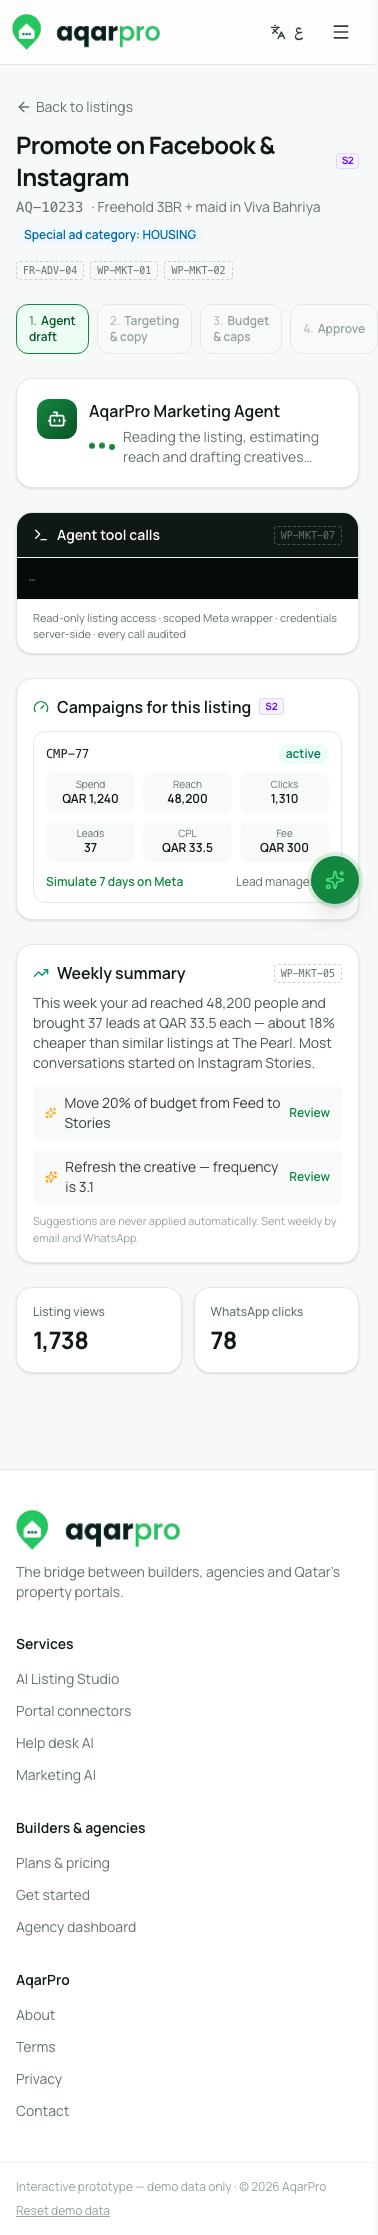 aqarpro
ع
Back to listings
Promote on Facebook &
Instagram
S2
AQ-10233 · Freehold 3BR + maid in Viva Bahriya
Special ad category: HOUSING
FR-ADV-04 WP-MKT-01 WP-MKT-02
1. Agent
draft
2. Targeting
& copy
3. Budget
& caps
4. Approve
AqarPro Marketing Agent
Reading the listing, estimating
reach and drafting creatives...
Agent tool calls
WP-MKT-07
…
Read-only listing access · scoped Meta wrapper · credentials
server-side · every call audited
Campaigns for this listing S2
CMP-77 active
Spend
QAR 1,240
Reach
48,200
Clicks
1,310
Leads
37
CPL
QAR 33.5
Fee
QAR 300
Simulate 7 days on Meta
Lead manage
Weekly summary
WP-MKT-05
This week your ad reached 48,200 people and
brought 37 leads at QAR 33.5 each — about 18%
cheaper than similar listings at The Pearl. Most
conversations started on Instagram Stories.
Move 20% of budget from Feed to
Stories
Review
Refresh the creative — frequency
is 3.1
Review
Suggestions are never applied automatically. Sent weekly by
email and WhatsApp.
Listing views
1,738
WhatsApp clicks
78
aqarpro
The bridge between builders, agencies and Qatar's
property portals.
Services
AI Listing Studio
Portal connectors
Help desk AI
Marketing AI
Builders & agencies
Plans & pricing
Get started
Agency dashboard
AqarPro
About
Terms
Privacy
Contact
Interactive prototype — demo data only · © 2026 AqarPro
Reset demo data